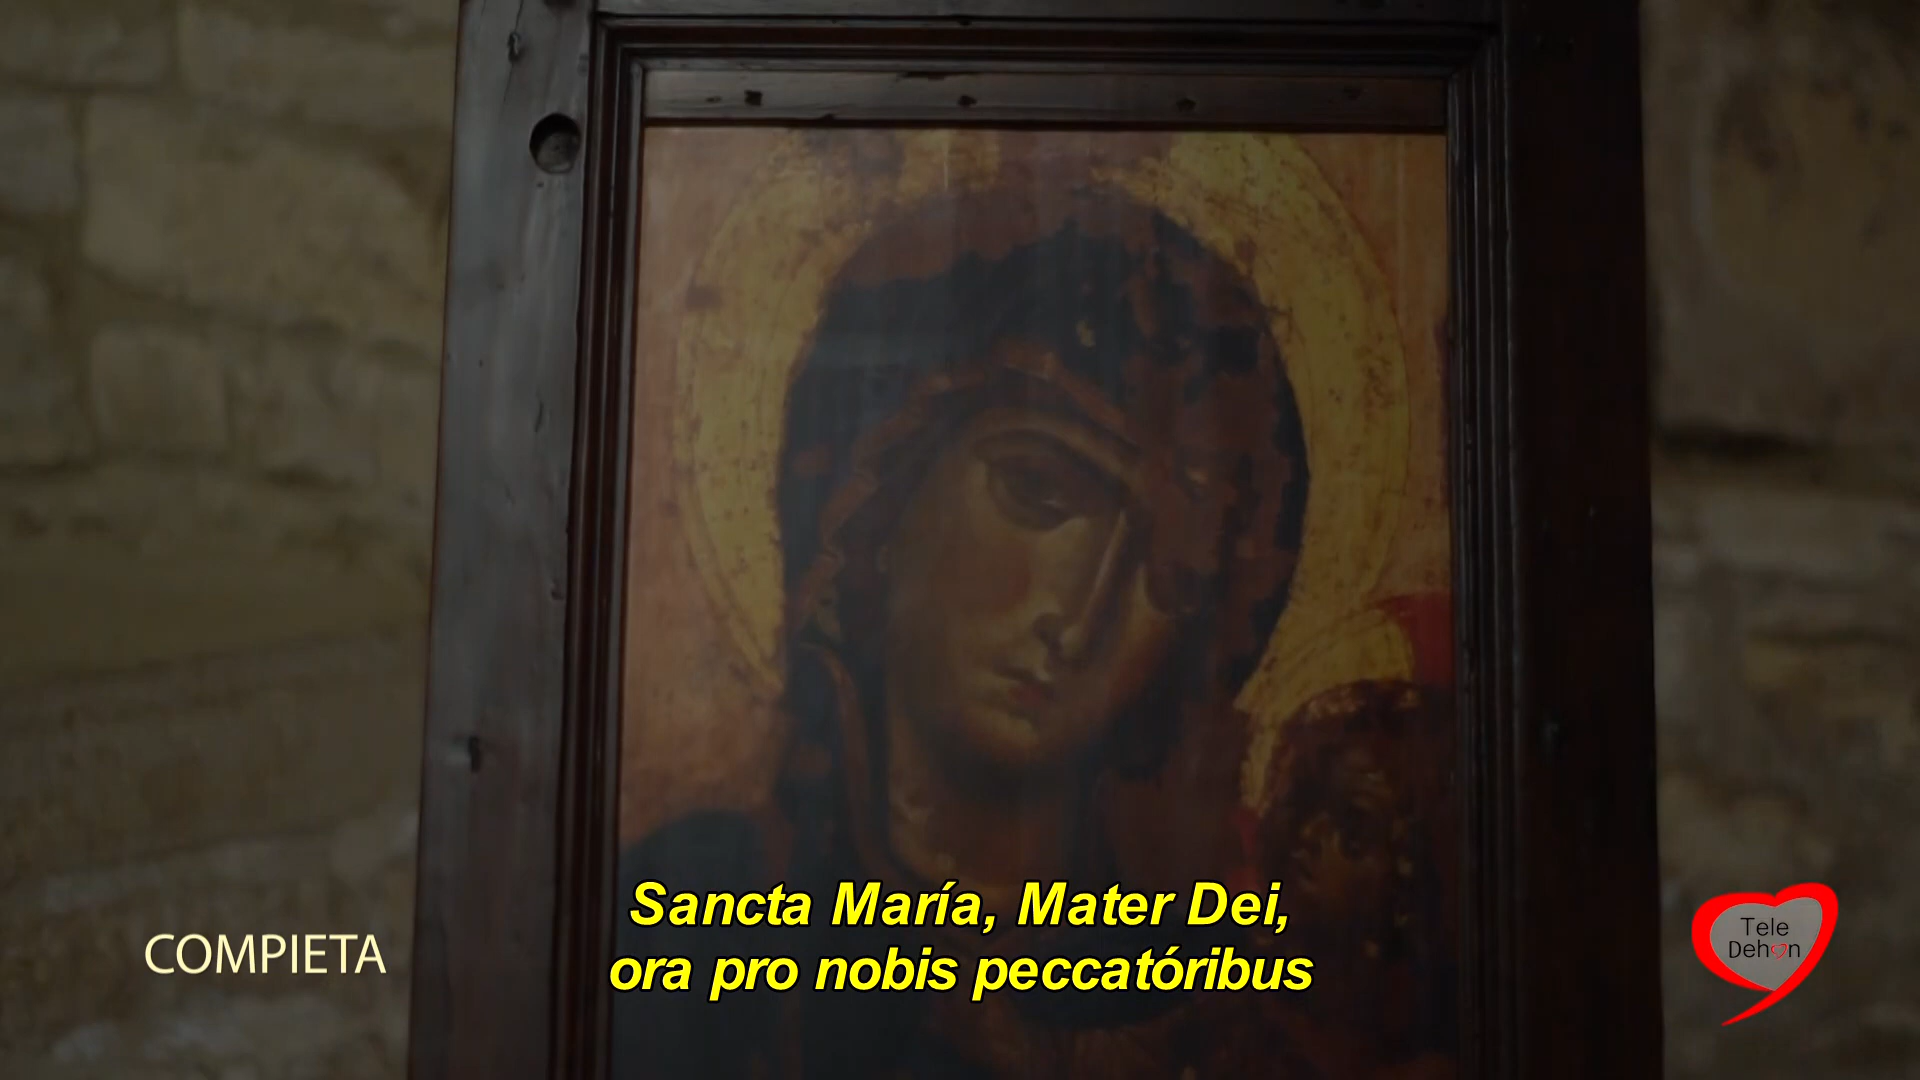 Sancta María, Mater Dei,
ora pro nobis peccatóribus
COMPIETA
Tele
Dehon